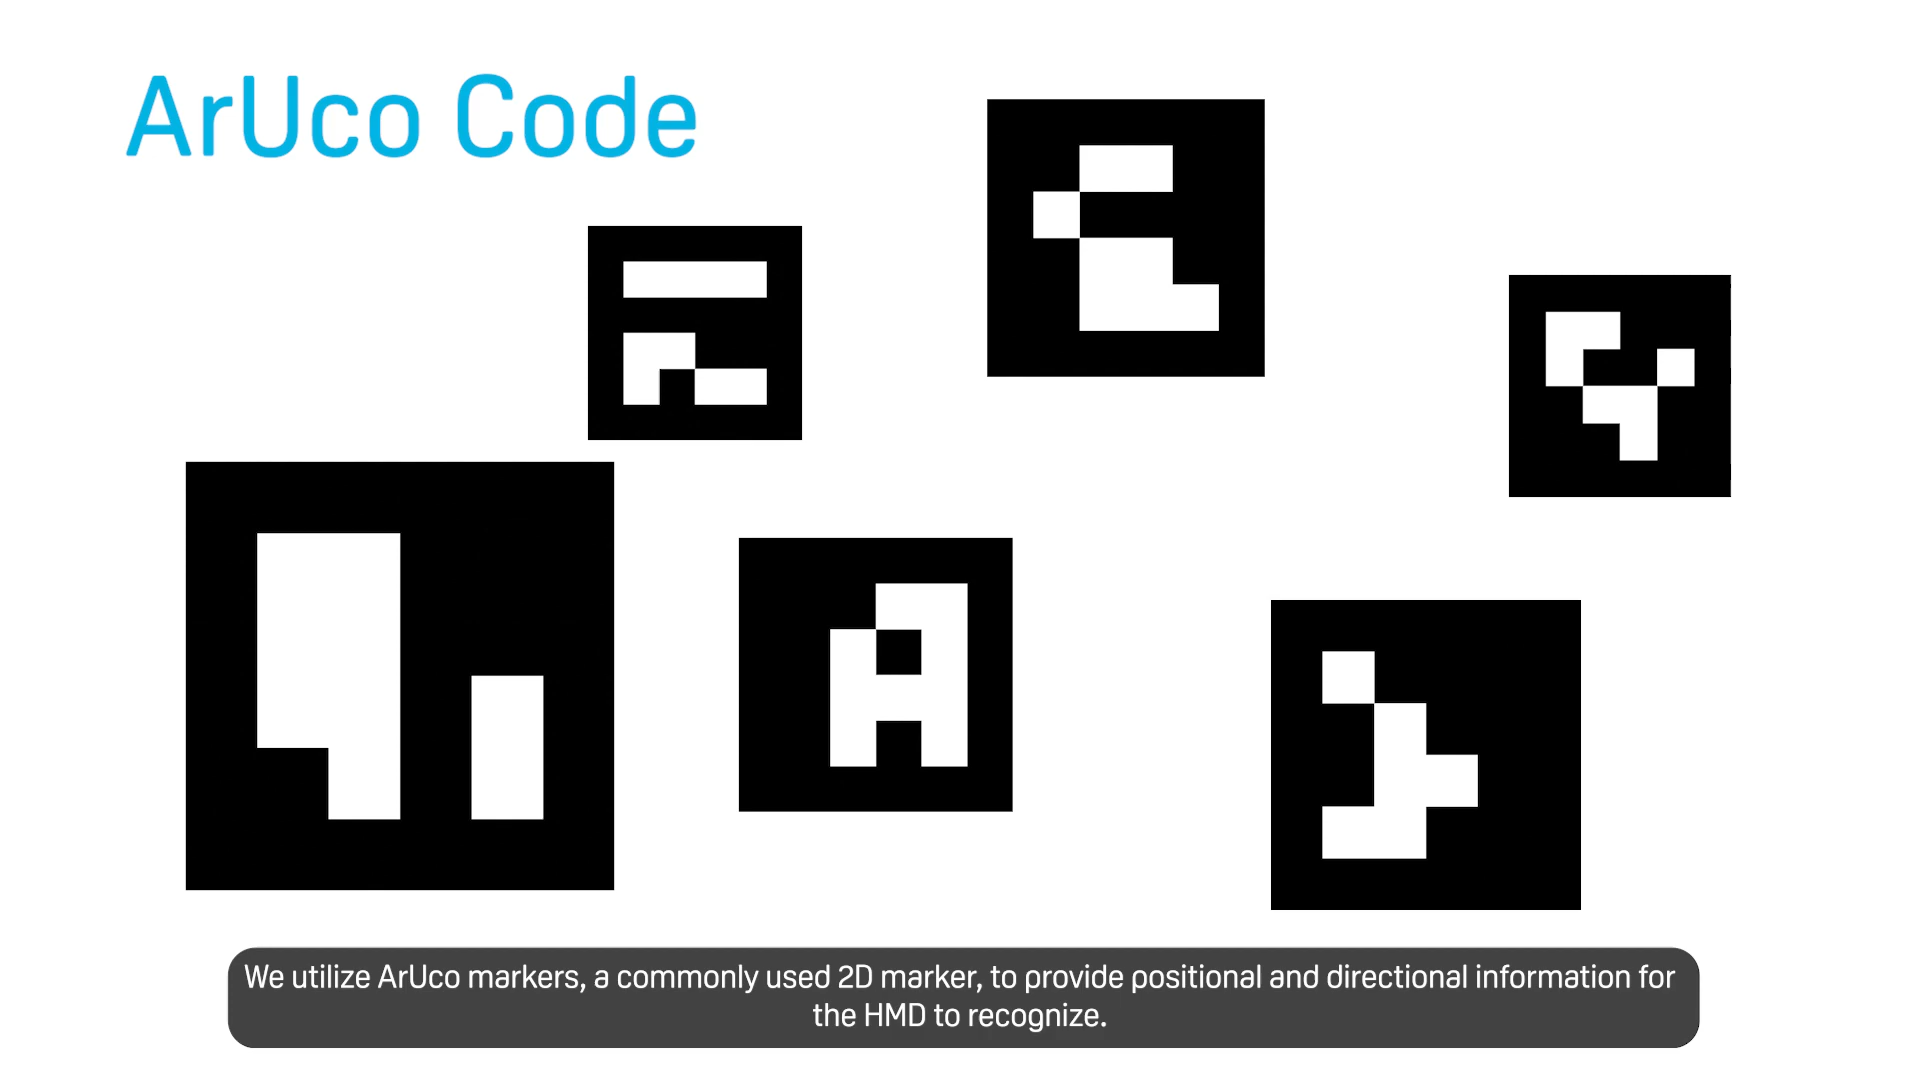 ArUco Code
We utilize ArUco markers, a commonly used 2D marker, to provide positional and directional information for
the HMD to recognize.